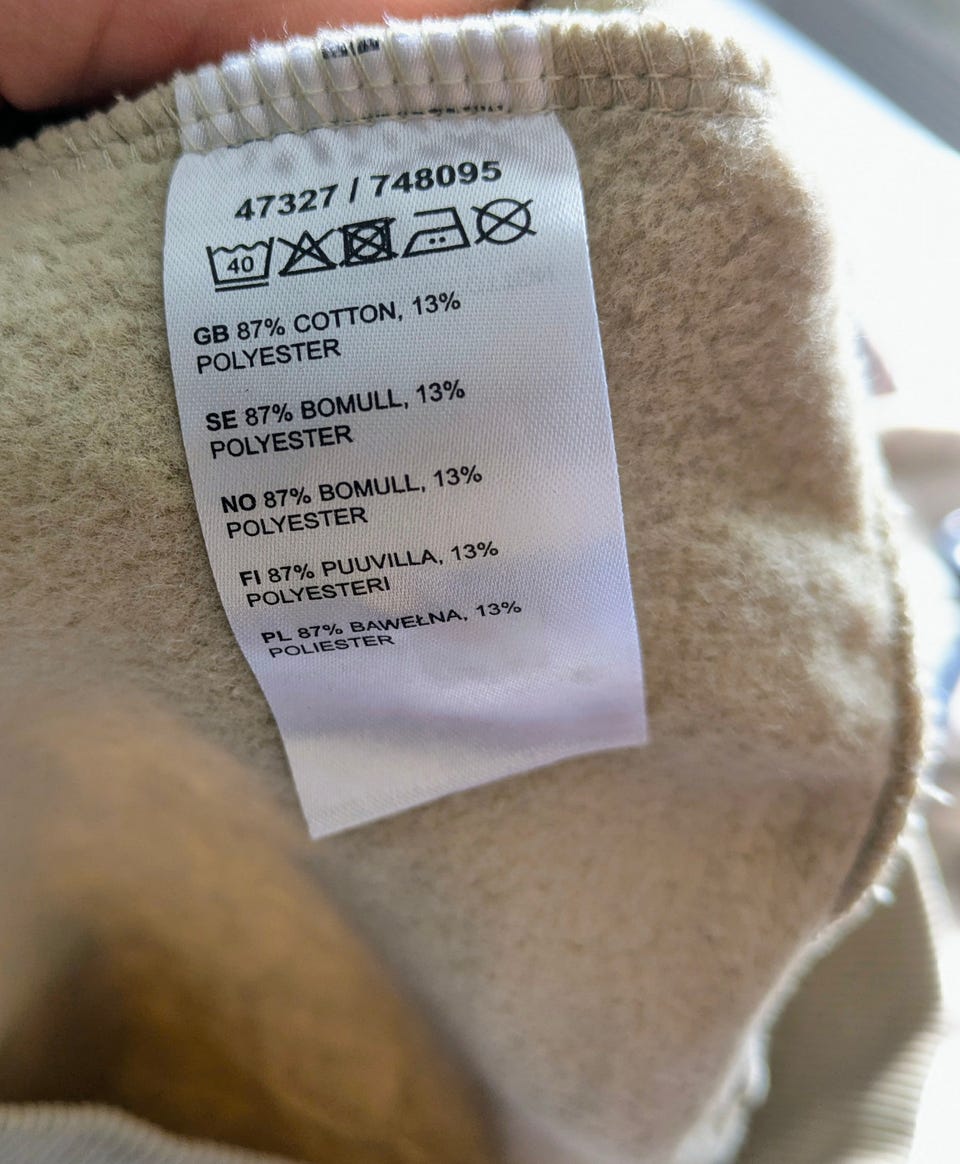 47327 / 748095
40
GB 87% COTTON, 13%
POLYESTER
SE 87% BOMULL, 13%
POLYESTER
NO 87% BOMULL, 13%
POLYESTER
FI 87% PUUVILLA, 13%
POLYESTERI
PL 87% BAWEŁNA, 13%
POLIESTER